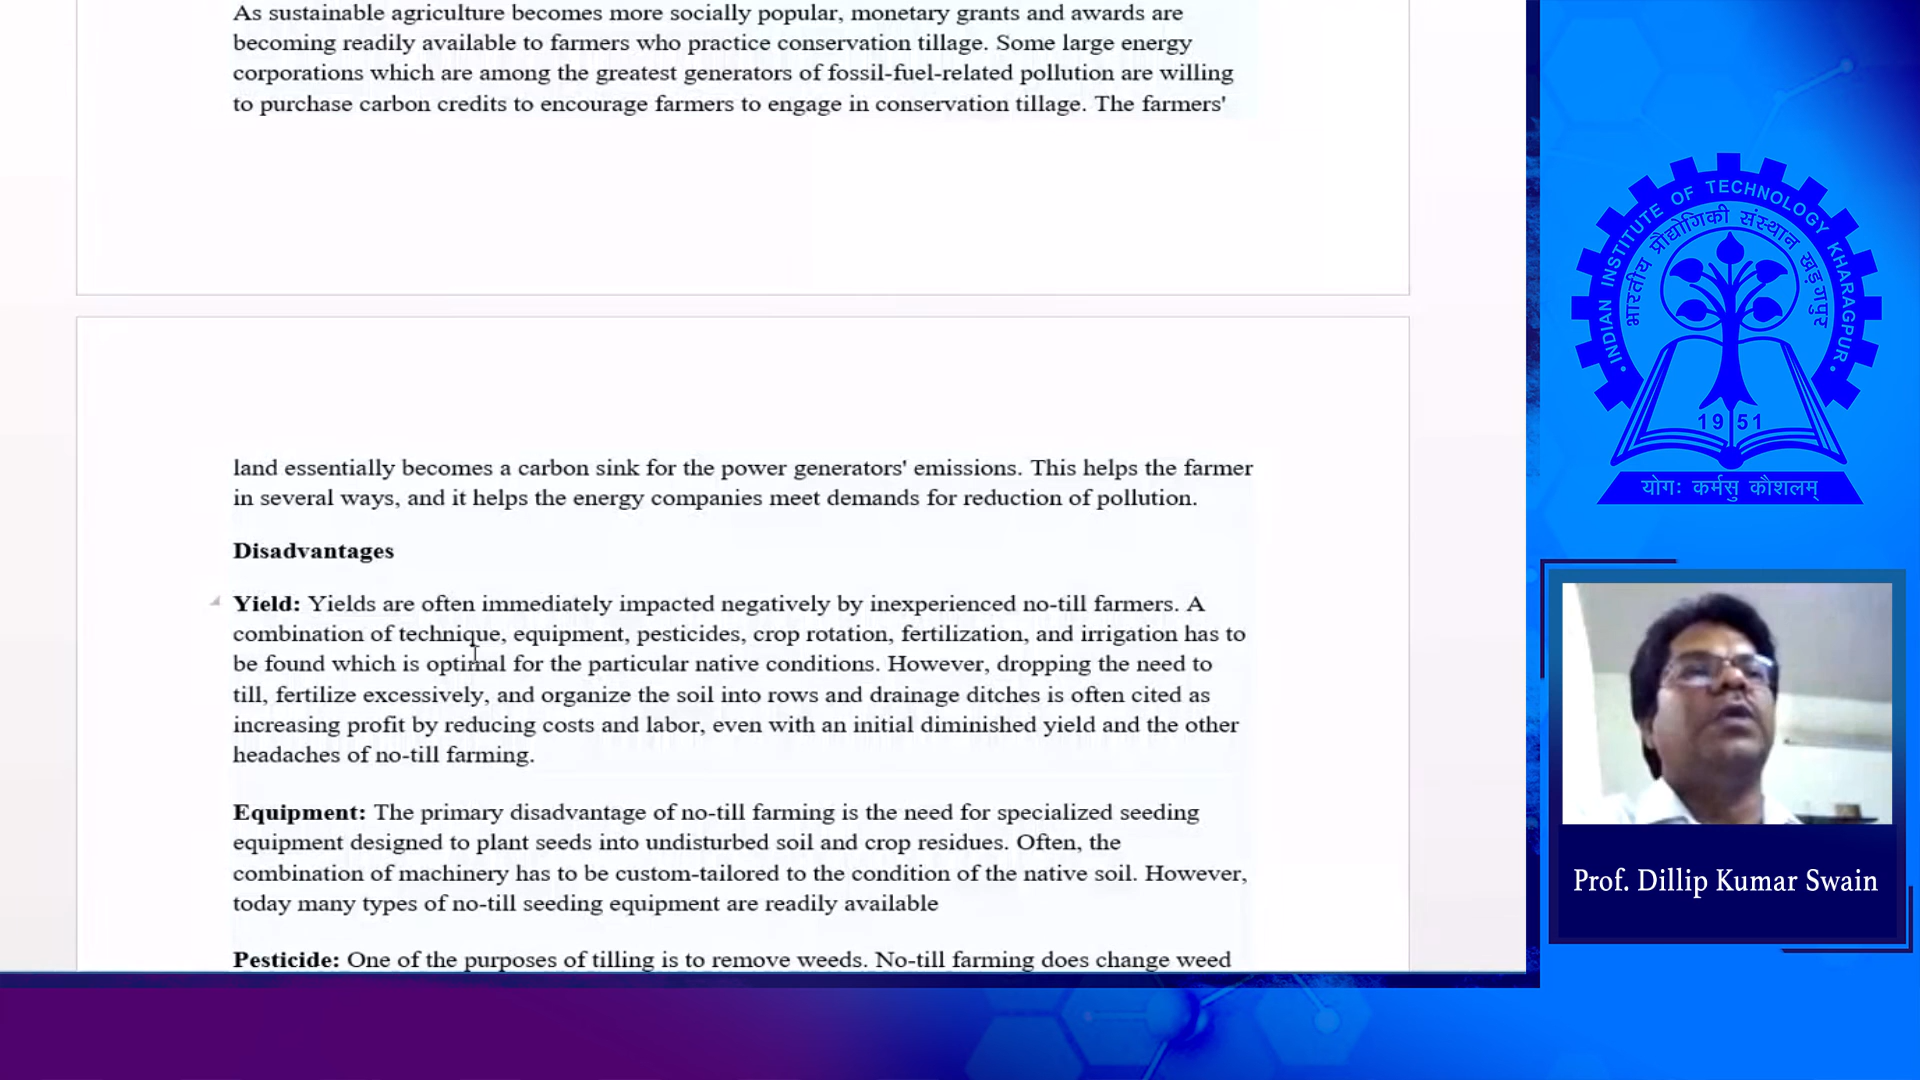 As sustainable agriculture becomes more socially popular, monetary grants and awards are
becoming readily available to farmers who practice conservation tillage. Some large energy
corporations which are among the greatest generators of fossil-fuel-related pollution are willing
to purchase carbon credits to encourage farmers to engage in conservation tillage. The farmers'
land essentially becomes a carbon sink for the power generators' emissions. This helps the farmer
in several ways, and it helps the energy companies meet demands for reduction of pollution.
Disadvantages
Yield: Yields are often immediately impacted negatively by inexperienced no-till farmers. A
combination of technique, equipment, pesticides, crop rotation, fertilization, and irrigation has to
be found which is optimal for the particular native conditions. However, dropping the need to
till, fertilize excessively, and organize the soil into rows and drainage ditches is often cited as
increasing profit by reducing costs and labor, even with an initial diminished yield and the other
headaches of no-till farming.
Equipment: The primary disadvantage of no-till farming is the need for specialized seeding
equipment designed to plant seeds into undisturbed soil and crop residues. Often, the
combination of machinery has to be custom-tailored to the condition of the native soil. However,
today many types of no-till seeding equipment are readily available
Pesticide: One of the purposes of tilling is to remove weeds. No-till farming does change weed
INDIAN INSTITUTE OF TECHNOLOGY KHARAGPUR
भारतीय प्रौद्योगिकी संस्थान खड़गपुर
1951
योगः कर्मसु कौशलम्
Prof. Dillip Kumar Swain